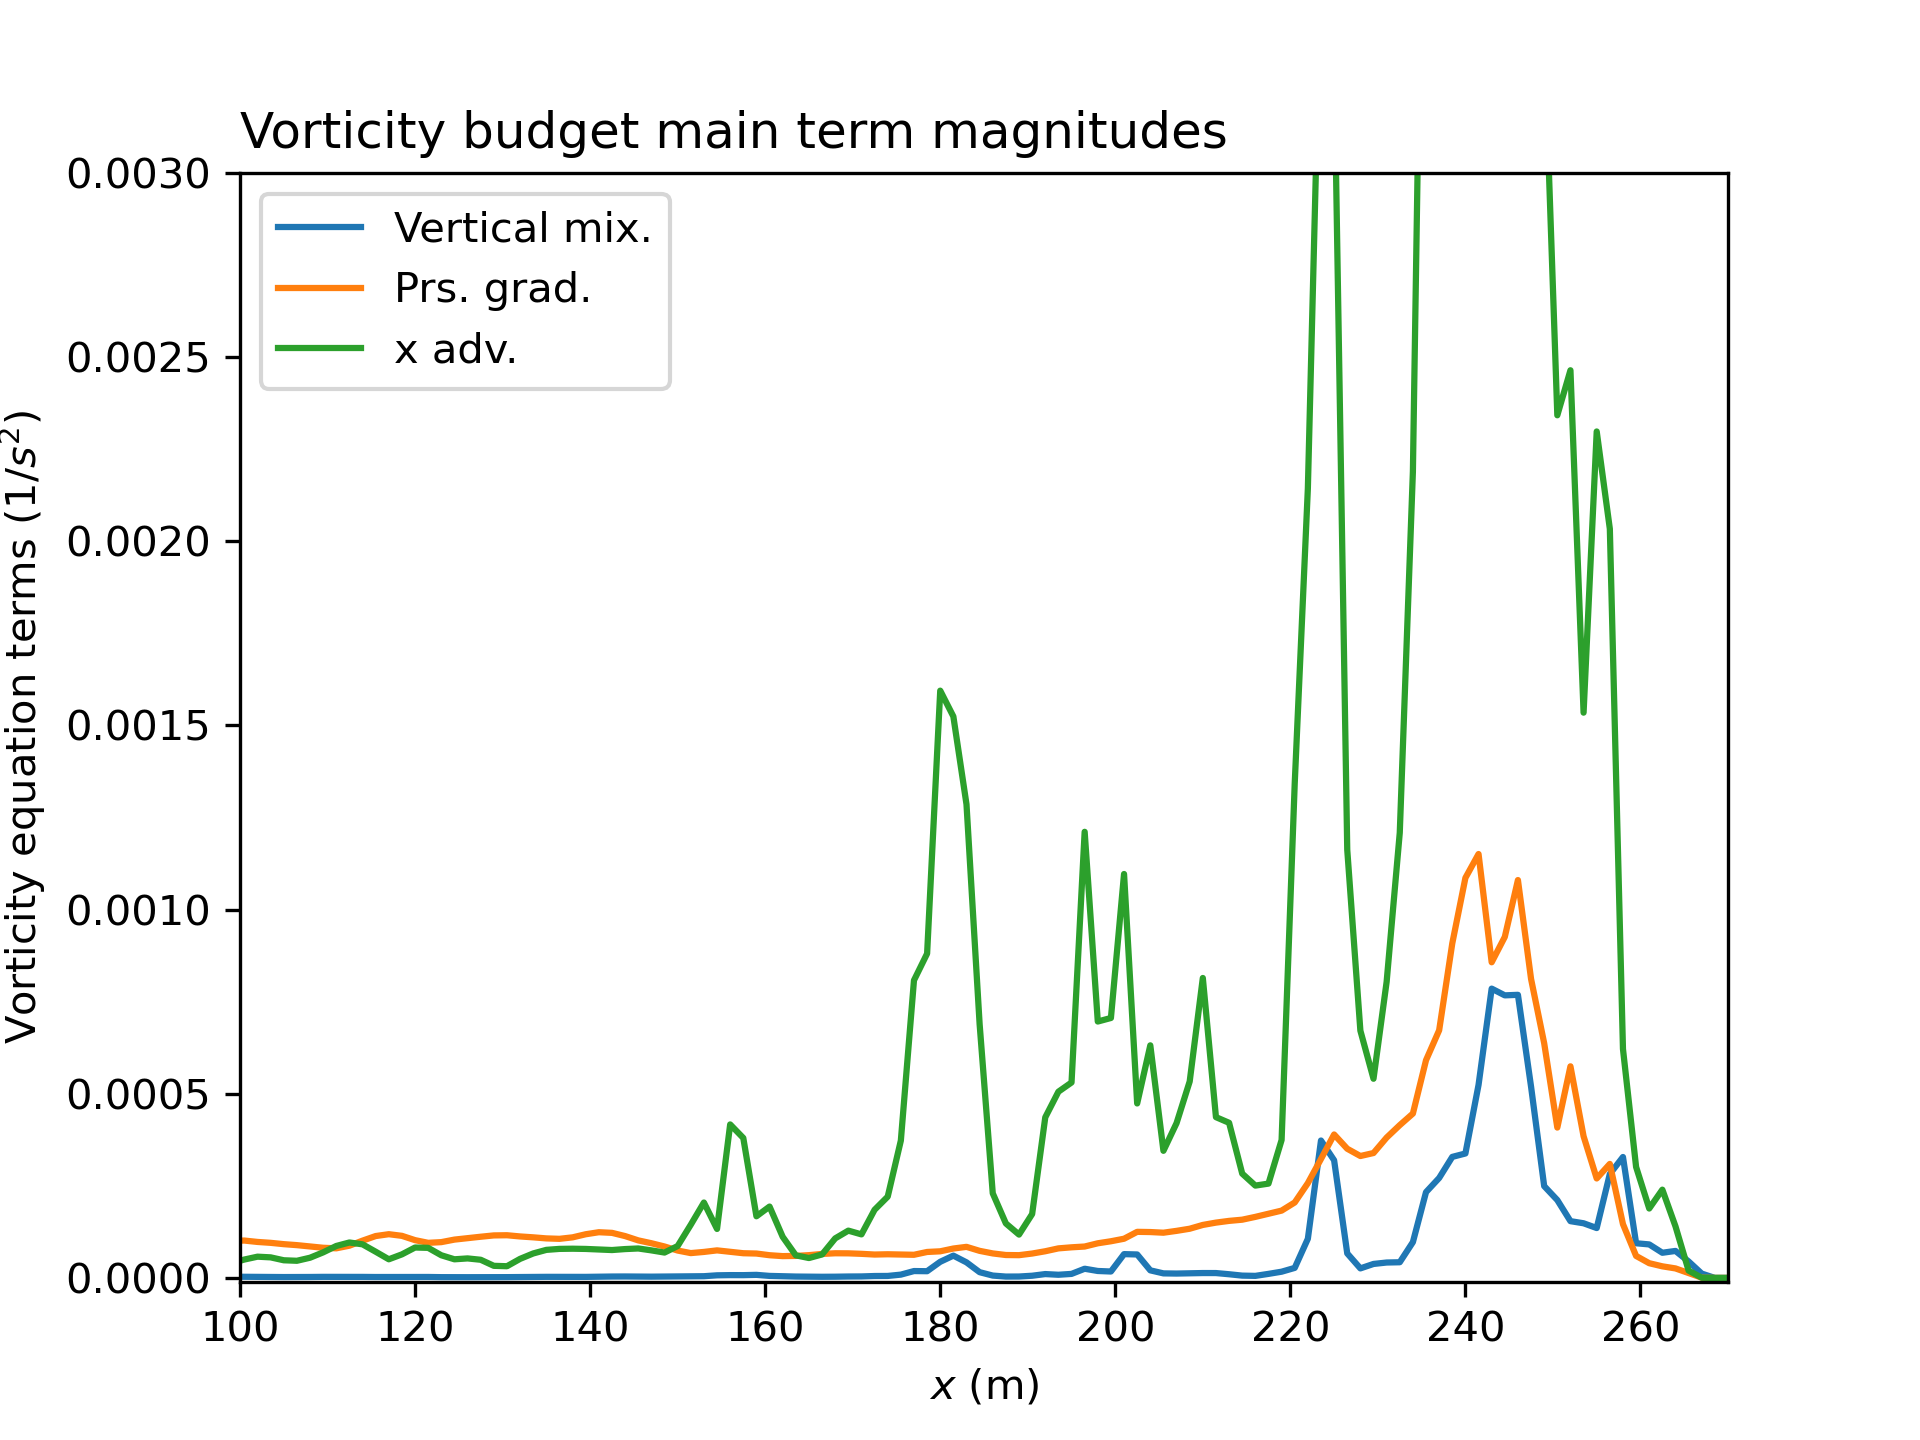 Vorticity budget main term magnitudes
0.0030
0.0025
0.0020
0.0015
0.0010
0.0005
0.0000
Vorticity equation terms (1/s²)
Vertical mix.
Prs. grad.
x adv.
100 120 140 160 180 200 220 240 260
x (m)